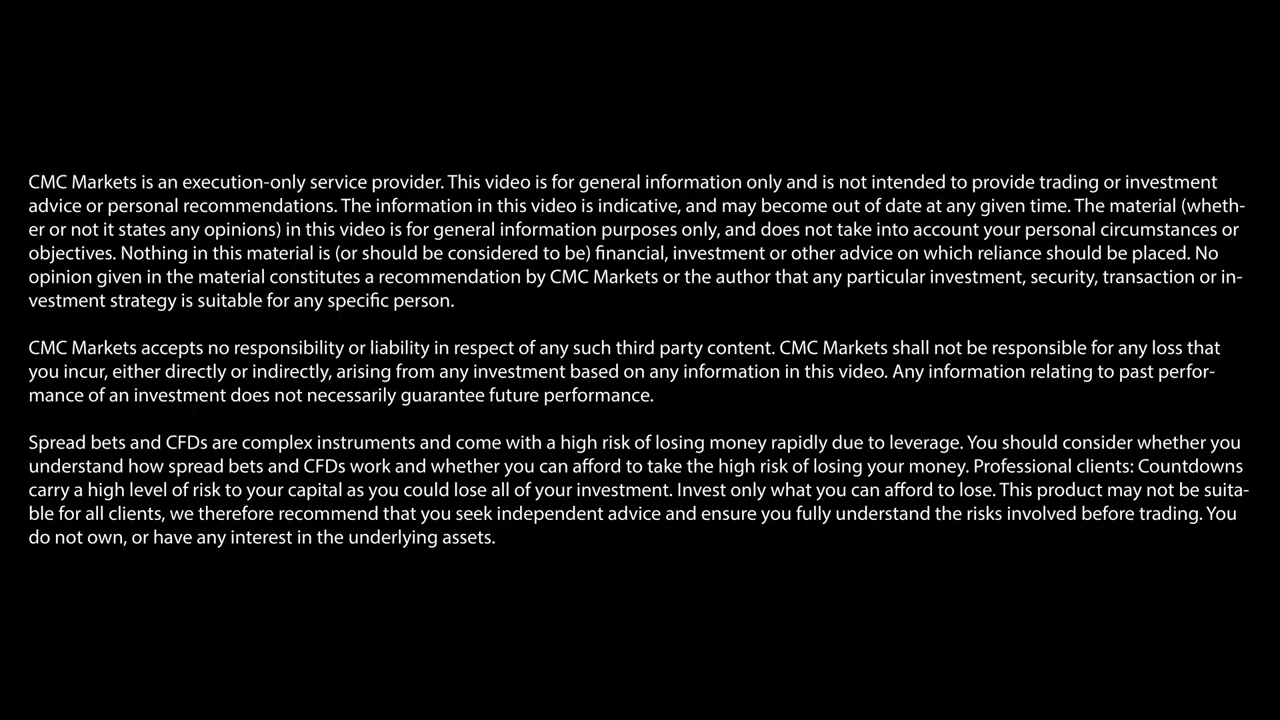 CMC Markets is an execution-only service provider. This video is for general information only and is not intended to provide trading or investment
advice or personal recommendations. The information in this video is indicative, and may become out of date at any given time. The material (wheth-
er or not it states any opinions) in this video is for general information purposes only, and does not take into account your personal circumstances or
objectives. Nothing in this material is (or should be considered to be) financial, investment or other advice on which reliance should be placed. No
opinion given in the material constitutes a recommendation by CMC Markets or the author that any particular investment, security, transaction or in-
vestment strategy is suitable for any specific person.
CMC Markets accepts no responsibility or liability in respect of any such third party content. CMC Markets shall not be responsible for any loss that
you incur, either directly or indirectly, arising from any investment based on any information in this video. Any information relating to past perfor-
mance of an investment does not necessarily guarantee future performance.
Spread bets and CFDs are complex instruments and come with a high risk of losing money rapidly due to leverage. You should consider whether you
understand how spread bets and CFDs work and whether you can afford to take the high risk of losing your money. Professional clients: Countdowns
carry a high level of risk to your capital as you could lose all of your investment. Invest only what you can afford to lose. This product may not be suita-
ble for all clients, we therefore recommend that you seek independent advice and ensure you fully understand the risks involved before trading. You
do not own, or have any interest in the underlying assets.